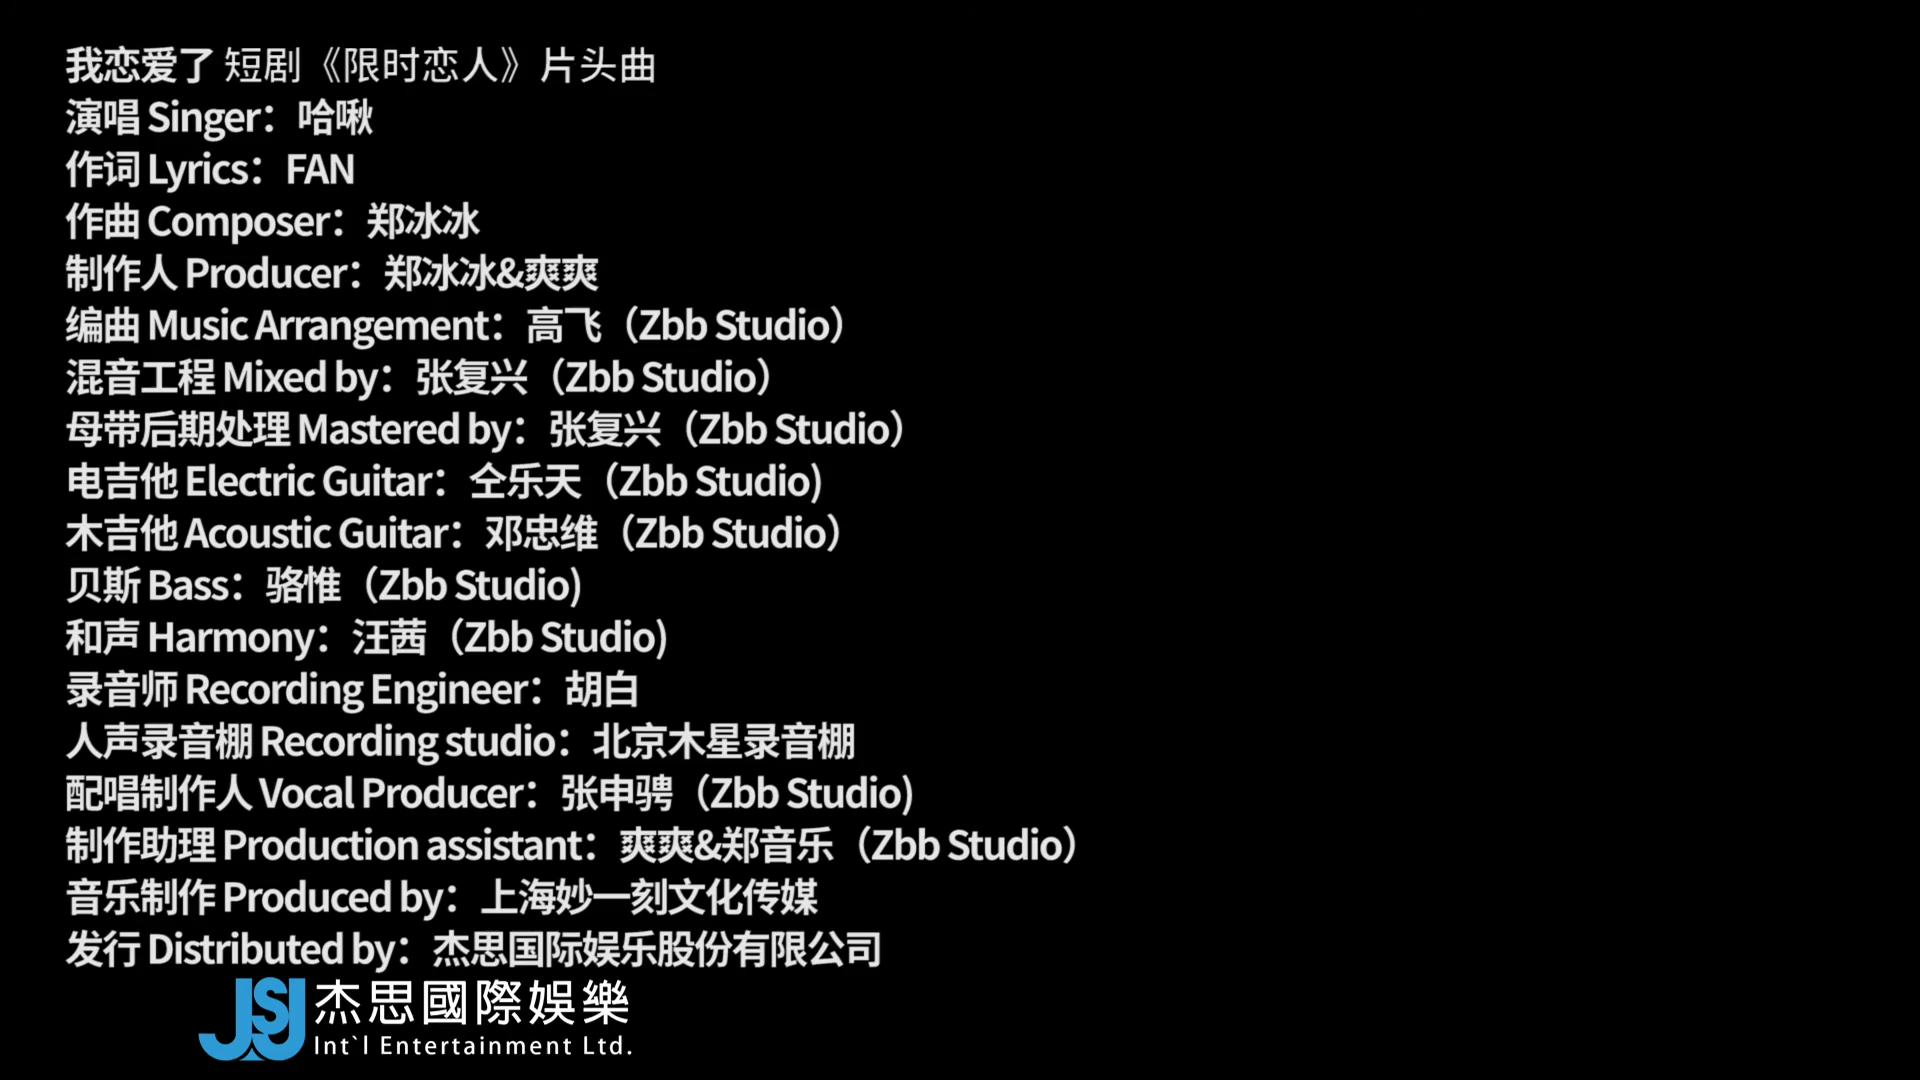 我恋爱了 短剧《限时恋人》片头曲
演唱 Singer：哈啾
作词 Lyrics：FAN
作曲 Composer：郑冰冰
制作人 Producer：郑冰冰&爽爽
编曲 Music Arrangement：高飞（Zbb Studio）
混音工程 Mixed by：张复兴（Zbb Studio）
母带后期处理 Mastered by：张复兴（Zbb Studio）
电吉他 Electric Guitar：仝乐天（Zbb Studio)
木吉他 Acoustic Guitar：邓忠维（Zbb Studio）
贝斯 Bass：骆惟（Zbb Studio)
和声 Harmony：汪茜（Zbb Studio)
录音师 Recording Engineer：胡白
人声录音棚 Recording studio：北京木星录音棚
配唱制作人 Vocal Producer：张申骋（Zbb Studio)
制作助理 Production assistant：爽爽&郑音乐（Zbb Studio）
音乐制作 Produced by：上海妙一刻文化传媒
发行 Distributed by：杰思国际娱乐股份有限公司
JSJ 杰思國際娛樂
Int`l Entertainment Ltd.